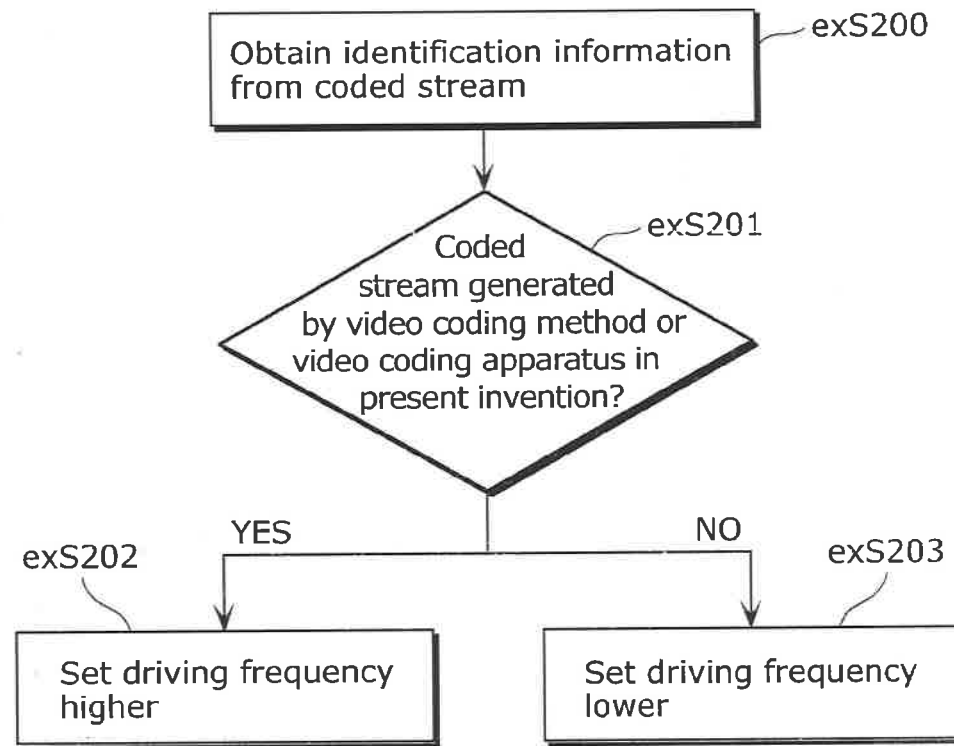 exS200
Obtain identification information
from coded stream
exS201
Coded
stream generated
by video coding method or
video coding apparatus in
present invention?
YES
NO
exS202
exS203
Set driving frequency
higher
Set driving frequency
lower